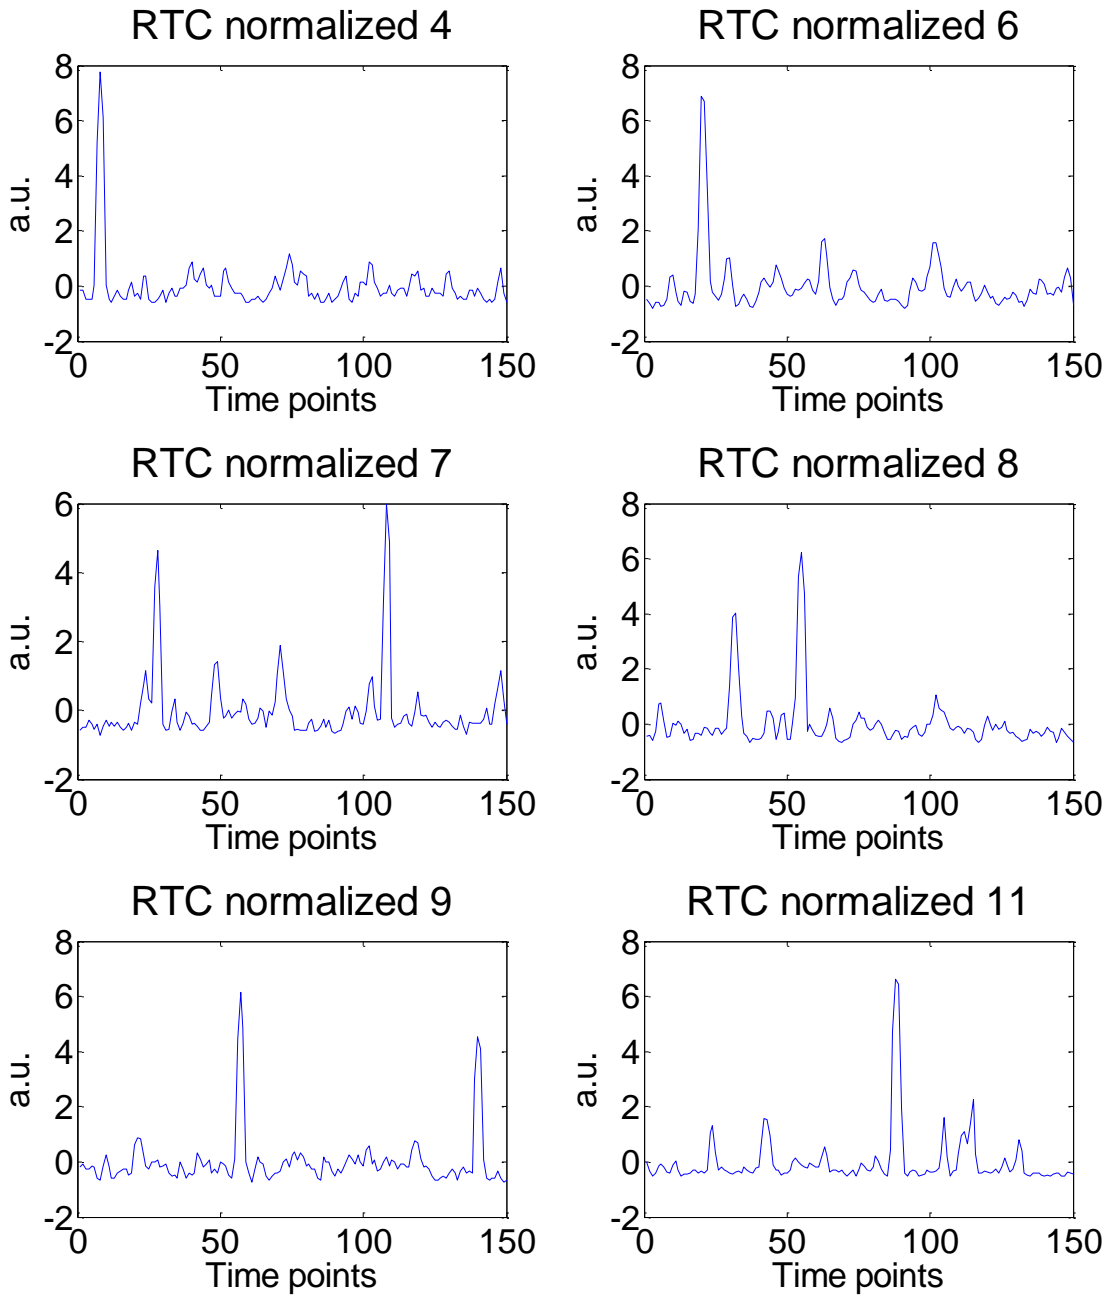 RTC normalized 4
8
6
4
2
0
-2
a.u.
0 50 100 150
Time points
RTC normalized 6
8
6
4
2
0
-2
a.u.
0 50 100 150
Time points
RTC normalized 7
6
4
2
0
-2
a.u.
0 50 100 150
Time points
RTC normalized 8
8
6
4
2
0
-2
a.u.
0 50 100 150
Time points
RTC normalized 9
8
6
4
2
0
-2
a.u.
0 50 100 150
Time points
RTC normalized 11
8
6
4
2
0
-2
a.u.
0 50 100 150
Time points